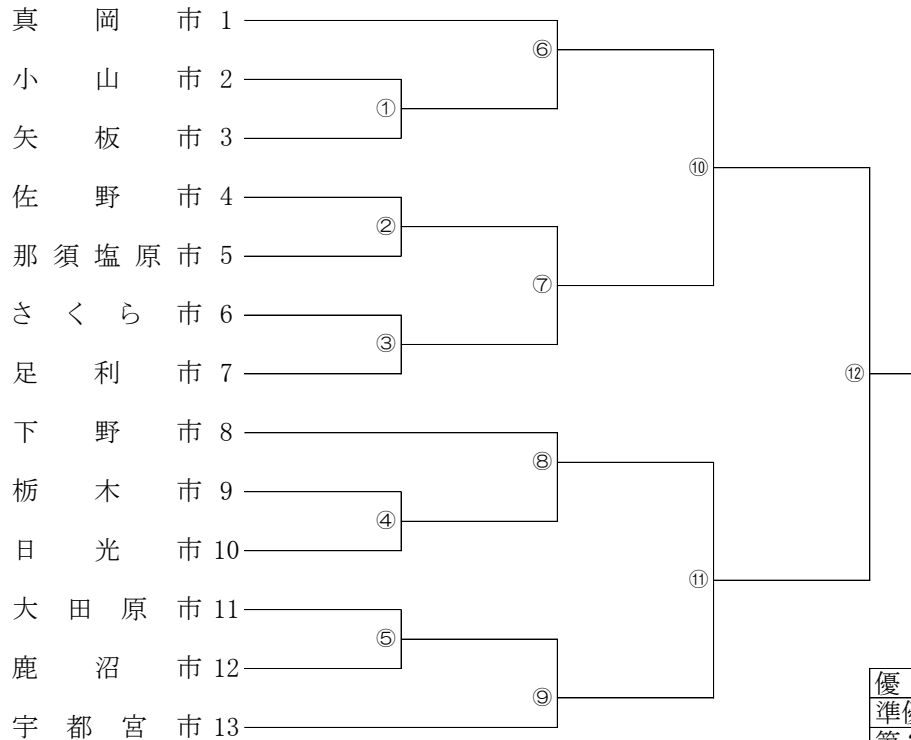 真岡市 1
⑥
小山市 2
①
矢板市 3
⑩
佐野市 4
②
那須塩原市 5
⑦
さくら市 6
③
足利市 7
⑫
下野市 8
⑧
栃木市 9
④
日光市 10
⑪
大田原市 11
⑤
鹿沼市 12
優
⑨
準優
宇都宮市 13